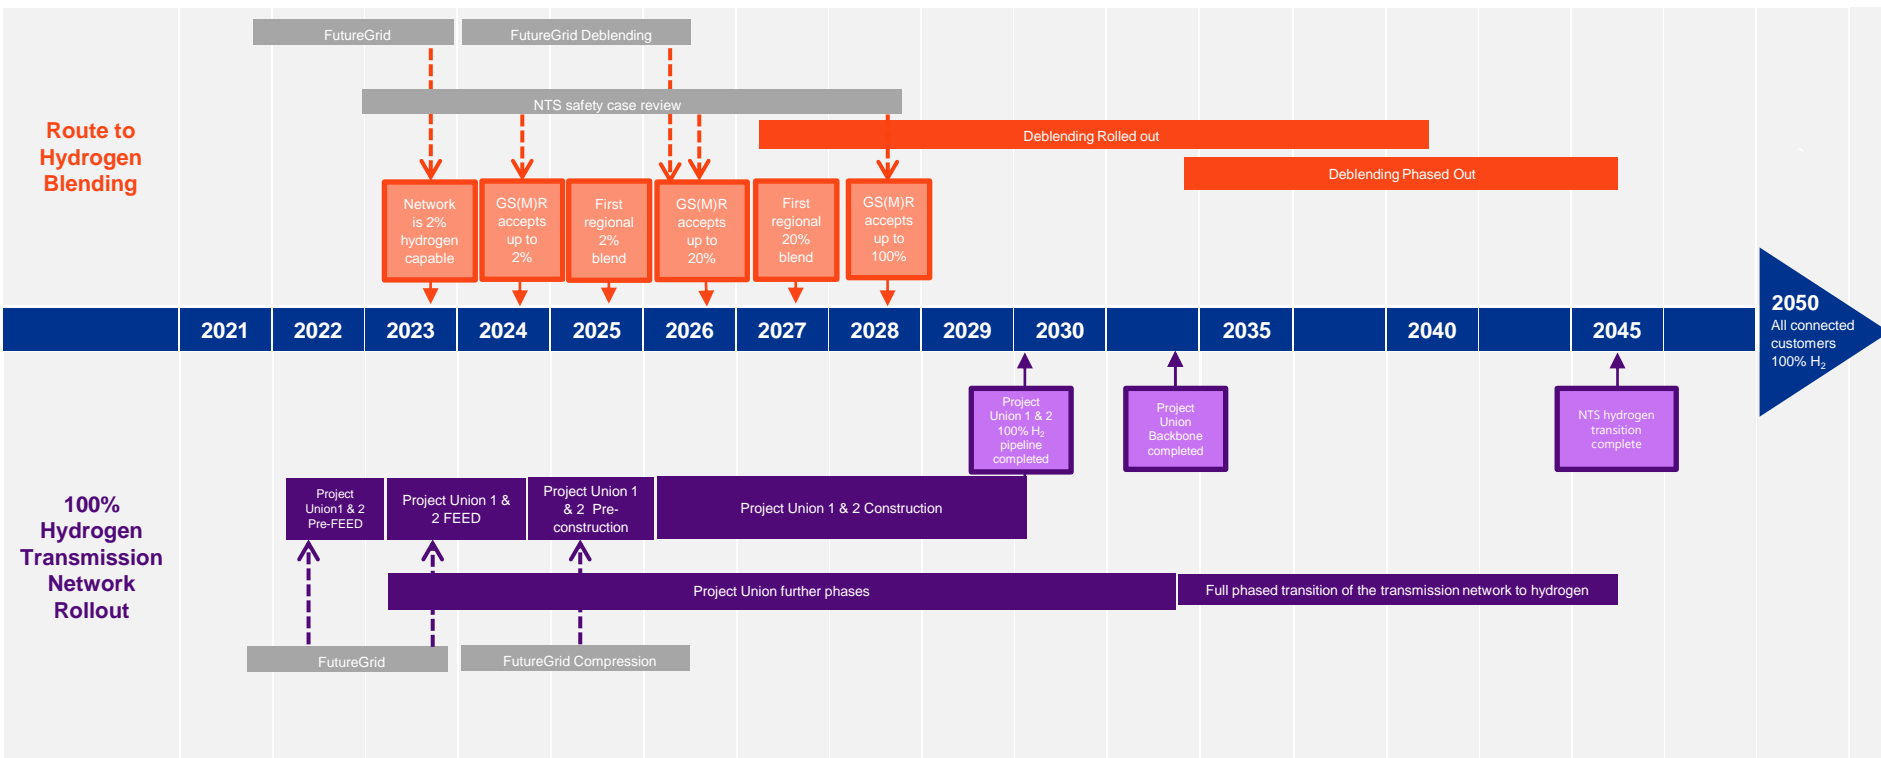 FutureGrid
FutureGrid Deblending
NTS safety case review
Deblending Rolled out
Deblending Phased Out
Route to
Hydrogen
Blending
Network
is 2%
hydrogen
capable
GS(M)R
accepts
up to
2%
First
regional
2%
blend
GS(M)R
accepts
up to
20%
First
regional
20%
blend
GS(M)R
accepts
up to
100%
2021
2022
2023
2024
2025
2026
2027
2028
2029
2030
2035
2040
2045
2050
All connected
customers
100% H₂
Project
Union 1 & 2
100% H₂
pipeline
completed
Project
Union
Backbone
completed
NTS hydrogen
transition
complete
100%
Hydrogen
Transmission
Network
Rollout
Project
Union1 & 2
Pre-FEED
Project Union 1 &
2 FEED
Project Union 1
& 2 Pre-
construction
Project Union 1 & 2 Construction
Project Union further phases
Full phased transition of the transmission network to hydrogen
FutureGrid
FutureGrid Compression